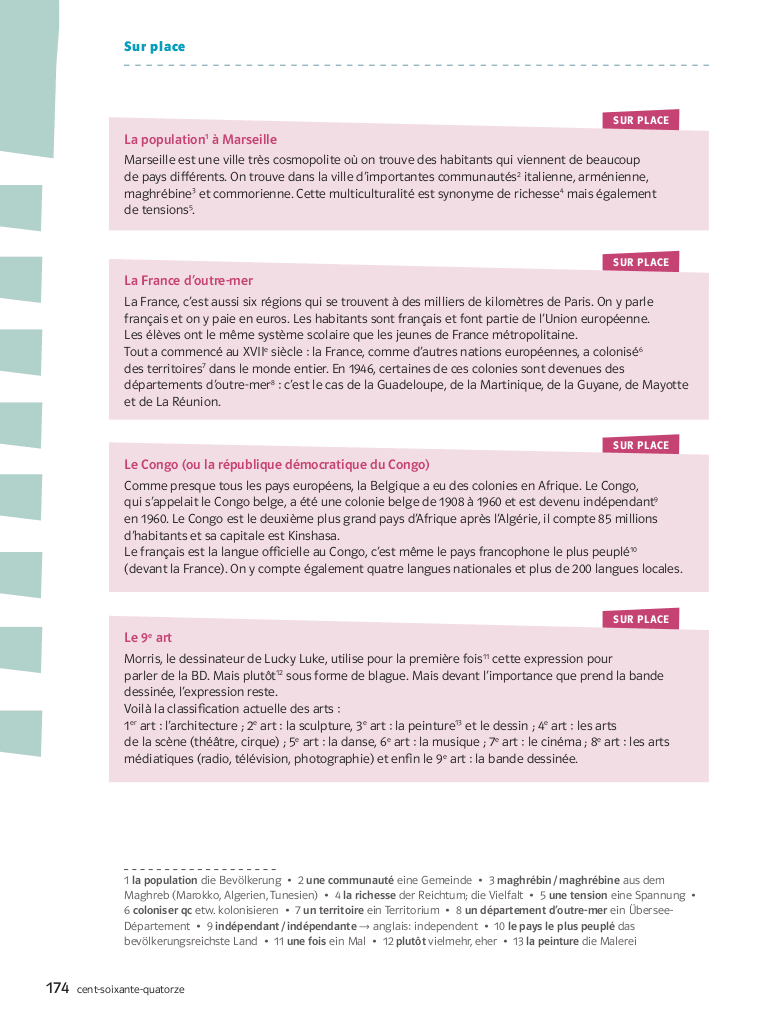 Sur place
SUR PLACE
La population¹ à Marseille
Marseille est une ville très cosmopolite où on trouve des habitants qui viennent de beaucoup
de pays différents. On trouve dans la ville d'importantes communautés² italienne, arménienne,
maghrébine³ et commorienne. Cette multiculturalité est synonyme de richesse⁴ mais également
de tensions⁵.
SUR PLACE
La France d'outre-mer
La France, c'est aussi six régions qui se trouvent à des milliers de kilomètres de Paris. On y parle
français et on y paie en euros. Les habitants sont français et font partie de l'Union européenne.
Les élèves ont le même système scolaire que les jeunes de France métropolitaine.
Tout a commencé au XVIIᵉ siècle : la France, comme d'autres nations européennes, a colonisé⁶
des territoires⁷ dans le monde entier. En 1946, certaines de ces colonies sont devenues des
départements d'outre-mer⁸ : c'est le cas de la Guadeloupe, de la Martinique, de la Guyane, de Mayotte
et de La Réunion.
SUR PLACE
Le Congo (ou la république démocratique du Congo)
Comme presque tous les pays européens, la Belgique a eu des colonies en Afrique. Le Congo,
qui s'appelait le Congo belge, a été une colonie belge de 1908 à 1960 et est devenu indépendant⁹
en 1960. Le Congo est le deuxième plus grand pays d'Afrique après l'Algérie, il compte 85 millions
d'habitants et sa capitale est Kinshasa.
Le français est la langue officielle au Congo, c'est même le pays francophone le plus peuplé¹⁰
(devant la France). On y compte également quatre langues nationales et plus de 200 langues locales.
SUR PLACE
Le 9ᵉ art
Morris, le dessinateur de Lucky Luke, utilise pour la première fois¹¹ cette expression pour
parler de la BD. Mais plutôt¹² sous forme de blague. Mais devant l'importance que prend la bande
dessinée, l'expression reste.
Voilà la classification actuelle des arts :
1ᵉʳ art : l'architecture ; 2ᵉ art : la sculpture, 3ᵉ art : la peinture¹³ et le dessin ; 4ᵉ art : les arts
de la scène (théâtre, cirque) ; 5ᵉ art : la danse, 6ᵉ art : la musique ; 7ᵉ art : le cinéma ; 8ᵉ art : les arts
médiatiques (radio, télévision, photographie) et enfin le 9ᵉ art : la bande dessinée.
1 la population die Bevölkerung • 2 une communauté eine Gemeinde • 3 maghrébin / maghrébine aus dem
Maghreb (Marokko, Algerien, Tunesien) • 4 la richesse der Reichtum; die Vielfalt • 5 une tension eine Spannung •
6 coloniser qc etw. kolonisieren • 7 un territoire ein Territorium • 8 un département d'outre-mer ein Übersee-
Département • 9 indépendant / indépendante → anglais: independent • 10 le pays le plus peuplé das
bevölkerungsreichste Land • 11 une fois ein Mal • 12 plutôt vielmehr, eher • 13 la peinture die Malerei
174 cent-soixante-quatorze